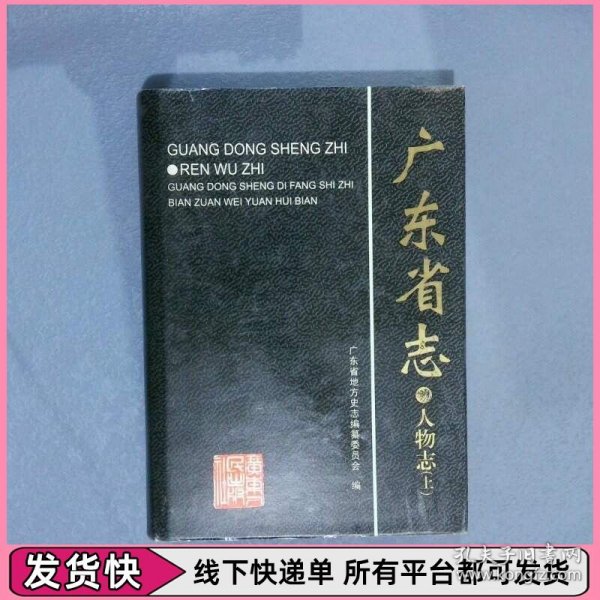 GUANG DONG SHENG ZHI
●REN WU ZHI
GUANG DONG SHENG DI FANG SHI ZHI
BIAN ZUAN WEI YUAN HUI BIAN
广东省志
人物志(上)
广东省地方史志编纂委员会 编
孔夫子旧书网
www.kongfz.com
发货快
线下快递单 所有平台都可发货